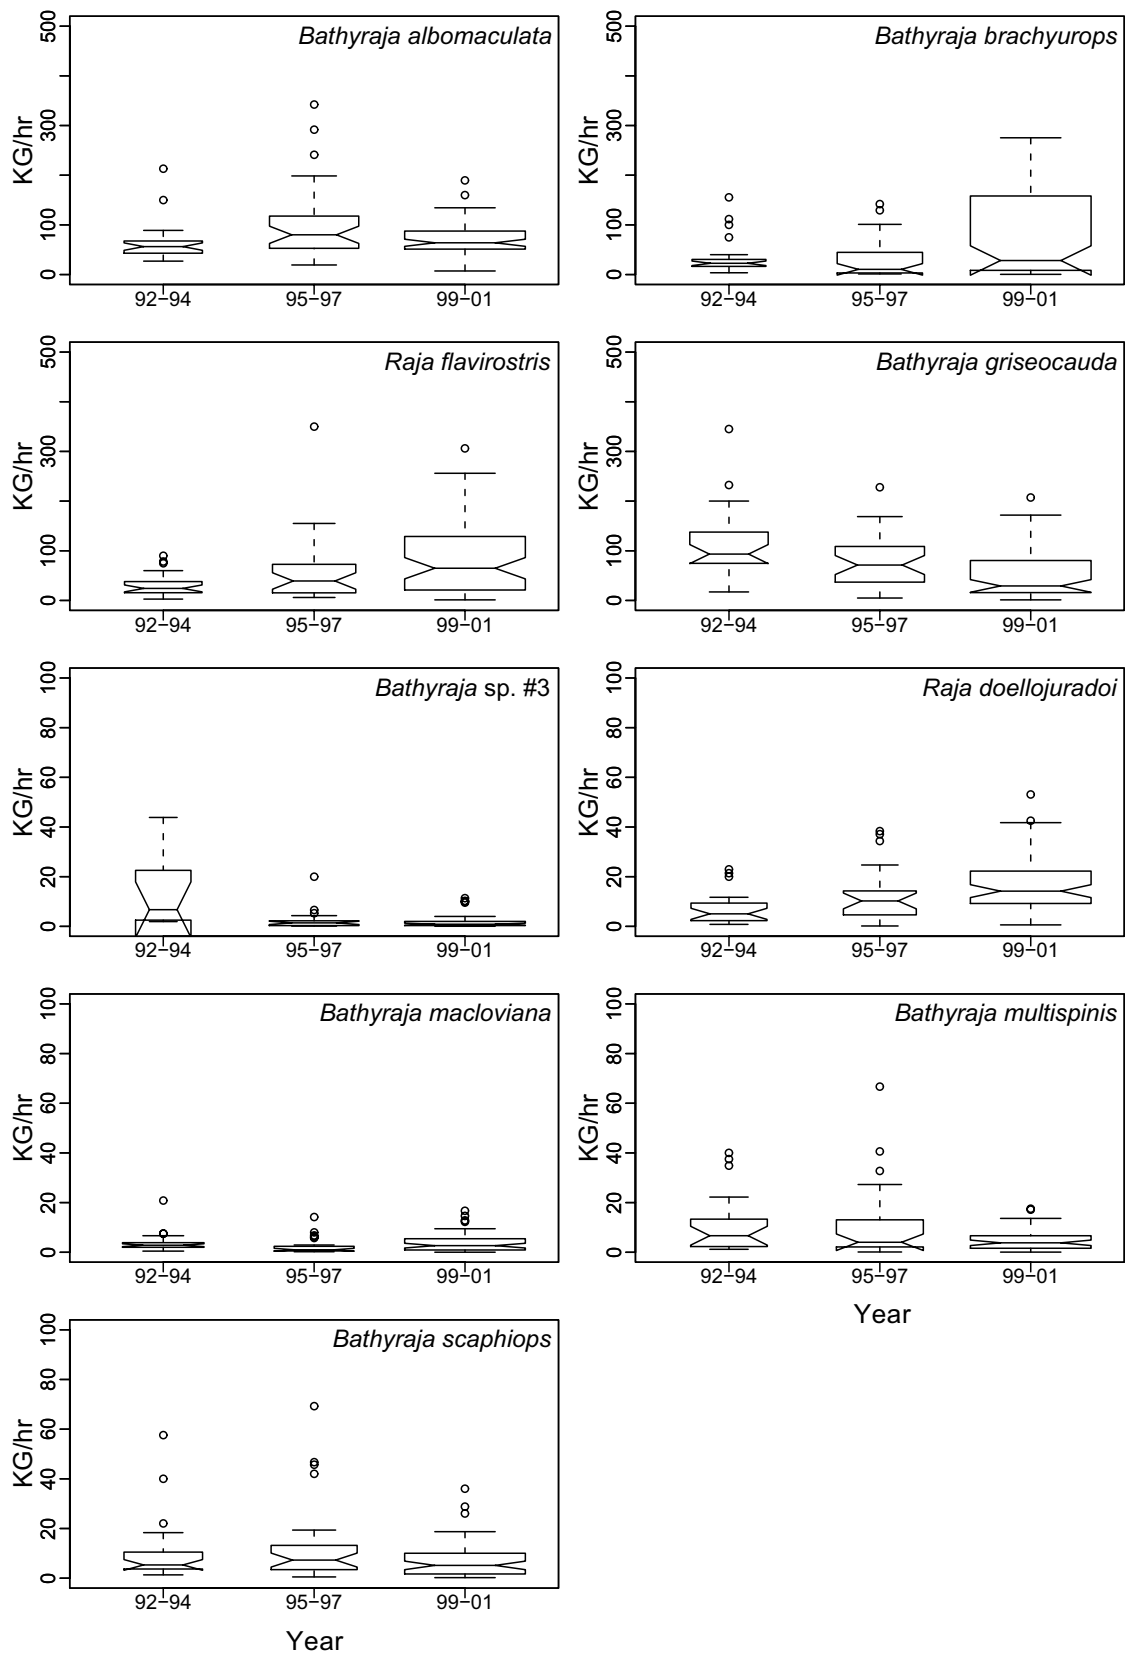 Bathyraja albomaculata
KG/hr
500
300
100
0
92–94 95–97 99–01
Bathyraja brachyurops
KG/hr
500
300
100
0
92–94 95–97 99–01
Raja flavirostris
KG/hr
500
300
100
0
92–94 95–97 99–01
Bathyraja griseocauda
KG/hr
500
300
100
0
92–94 95–97 99–01
Bathyraja sp. #3
KG/hr
100
80
60
40
20
0
92–94 95–97 99–01
Raja doellojuradoi
KG/hr
100
80
60
40
20
0
92–94 95–97 99–01
Bathyraja macloviana
KG/hr
100
80
60
40
20
0
92–94 95–97 99–01
Bathyraja multispinis
KG/hr
100
80
60
40
20
0
92–94 95–97 99–01
Year
Bathyraja scaphiops
KG/hr
100
80
60
40
20
0
92–94 95–97 99–01
Year